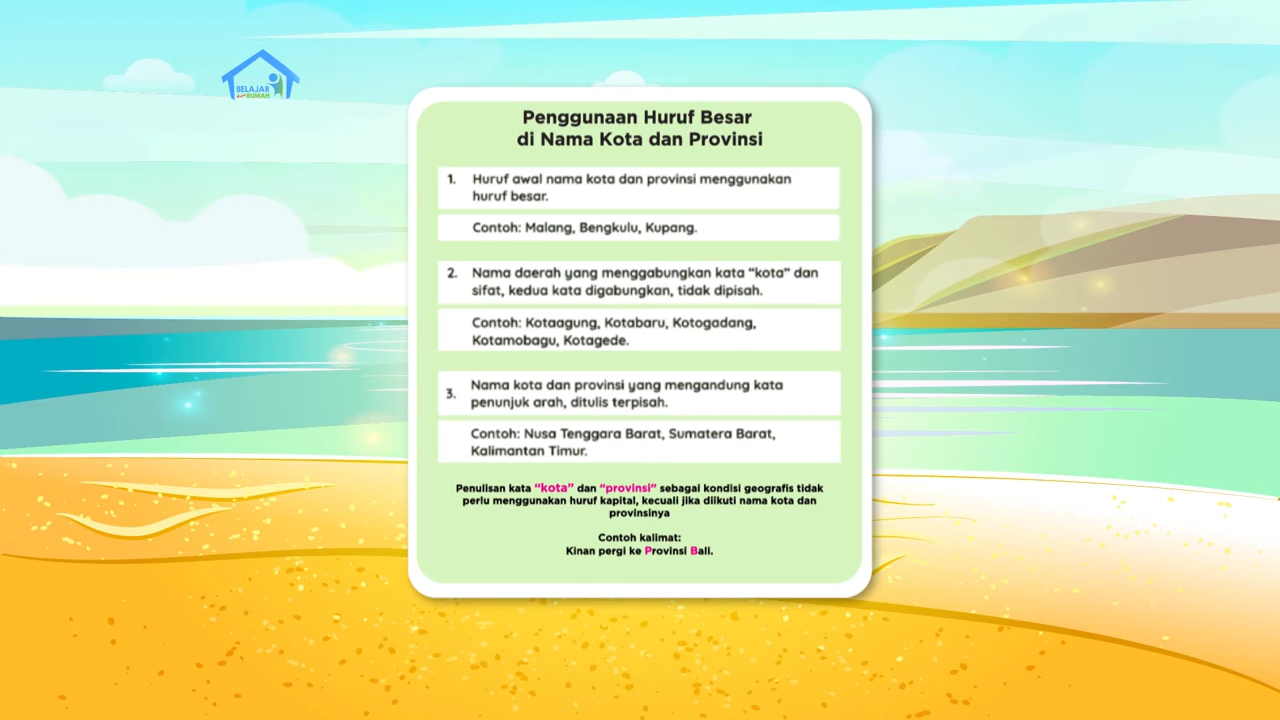 BELAJAR
dari RUMAH
Penggunaan Huruf Besar
di Nama Kota dan Provinsi
1. Huruf awal nama kota dan provinsi menggunakan
huruf besar.
Contoh: Malang, Bengkulu, Kupang.
2. Nama daerah yang menggabungkan kata “kota” dan
sifat, kedua kata digabungkan, tidak dipisah.
Contoh: Kotaagung, Kotabaru, Kotogadang,
Kotamobagu, Kotagede.
3. Nama kota dan provinsi yang mengandung kata
penunjuk arah, ditulis terpisah.
Contoh: Nusa Tenggara Barat, Sumatera Barat,
Kalimantan Timur.
Penulisan kata “kota” dan “provinsi” sebagai kondisi geografis tidak
perlu menggunakan huruf kapital, kecuali jika diikuti nama kota dan
provinsinya
Contoh kalimat:
Kinan pergi ke Provinsi Bali.